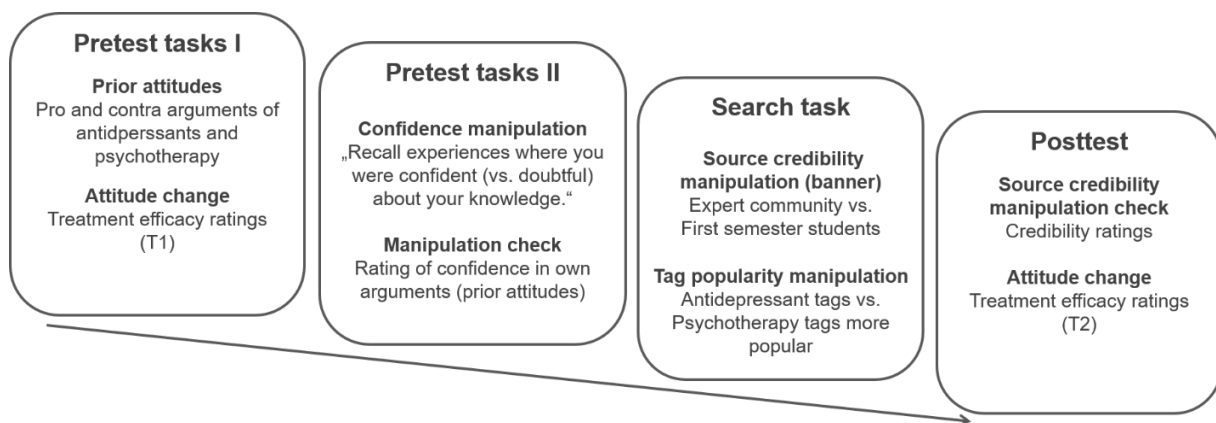 Pretest tasks I
Prior attitudes
Pro and contra arguments of
antidperssants and
psychotherapy
Attitude change
Treatment efficacy ratings
(T1)
Pretest tasks II
Confidence manipulation
„Recall experiences where you
were confident (vs. doubtful)
about your knowledge.“
Manipulation check
Rating of confidence in own
arguments (prior attitudes)
Search task
Source credibility
manipulation (banner)
Expert community vs.
First semester students
Tag popularity manipulation
Antidepressant tags vs.
Psychotherapy tags more
popular
Posttest
Source credibility
manipulation check
Credibility ratings
Attitude change
Treatment efficacy ratings
(T2)